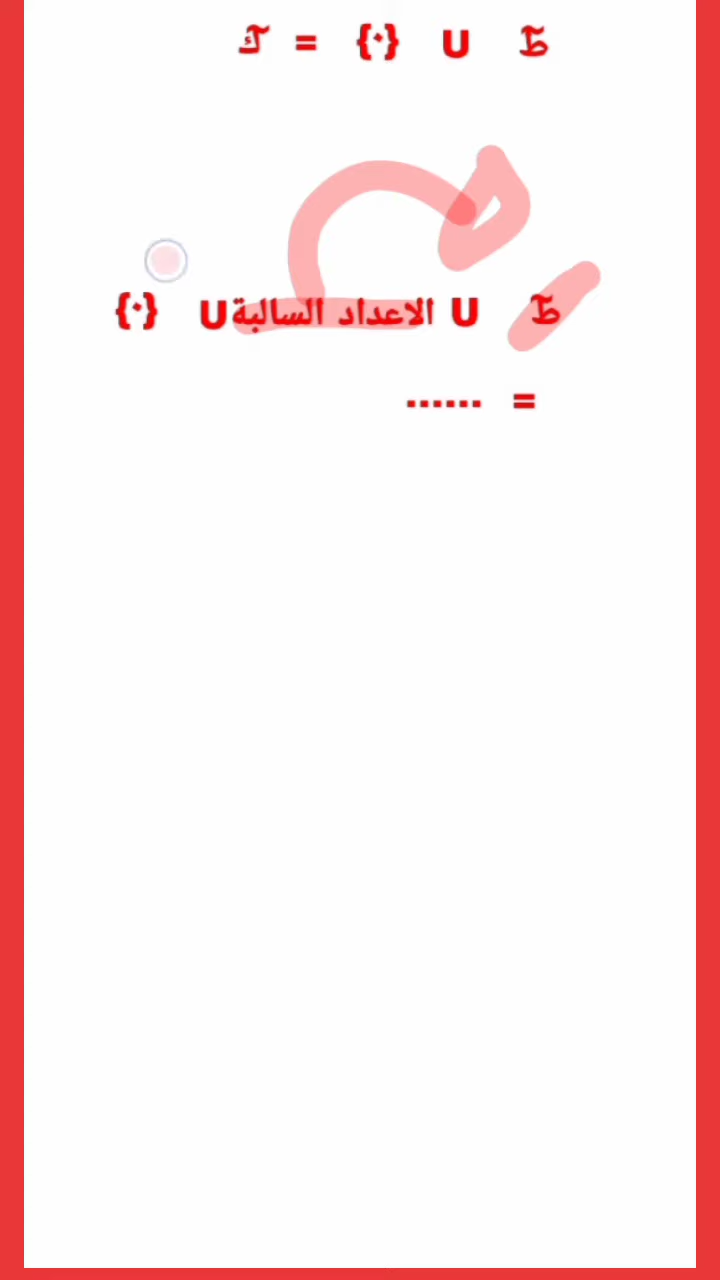 ط U {٠} = ك
ط U الاعداد السالبة U {٠}
= ......